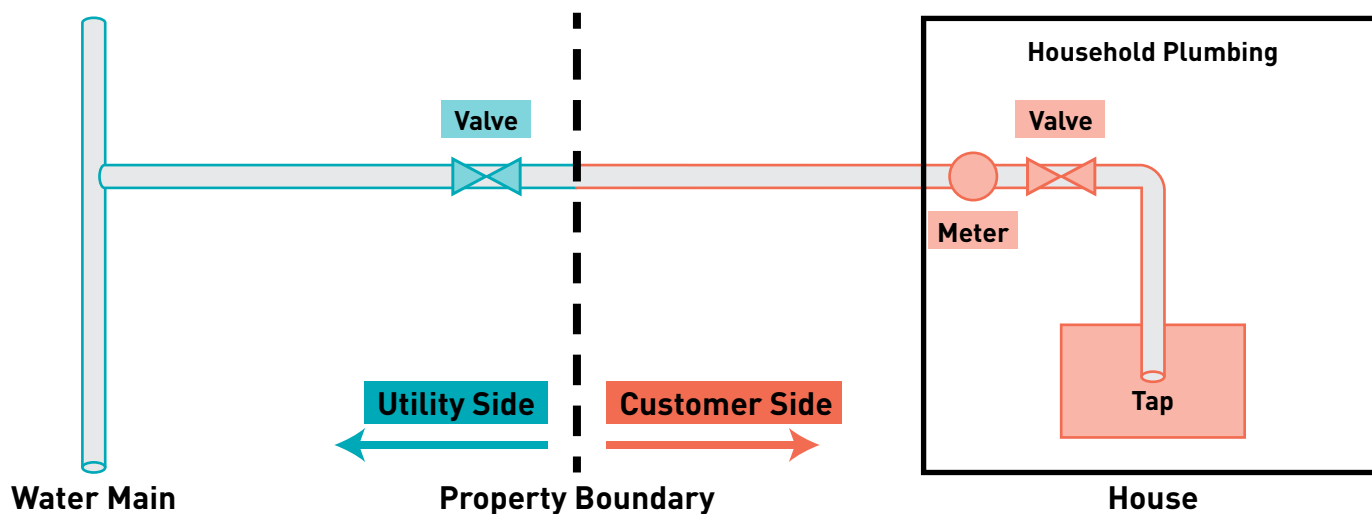 Household Plumbing
Valve
Valve
Meter
Utility Side
Customer Side
Tap
Water Main
Property Boundary
House